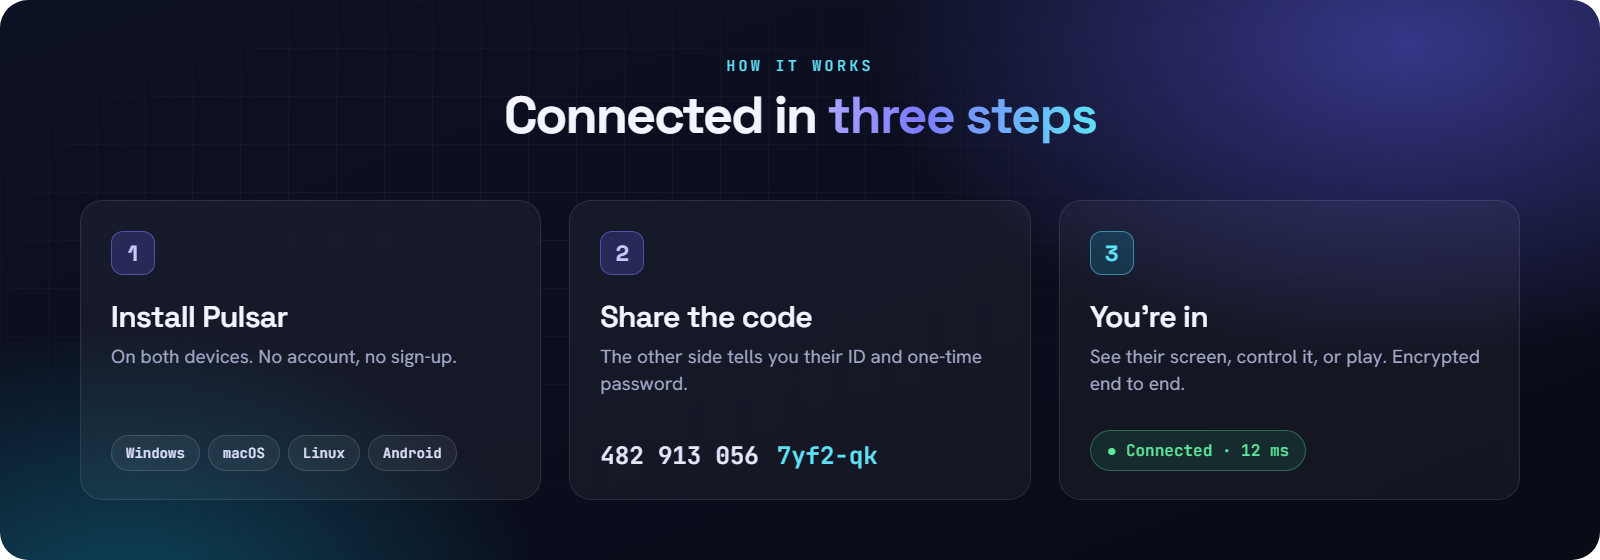 HOW IT WORKS
Connected in three steps
1
Install Pulsar
On both devices. No account, no sign-up.
Windows macOS Linux Android
2
Share the code
The other side tells you their ID and one-time
password.
482 913 056 7yf2-qk
3
You’re in
See their screen, control it, or play. Encrypted
end to end.
● Connected · 12 ms